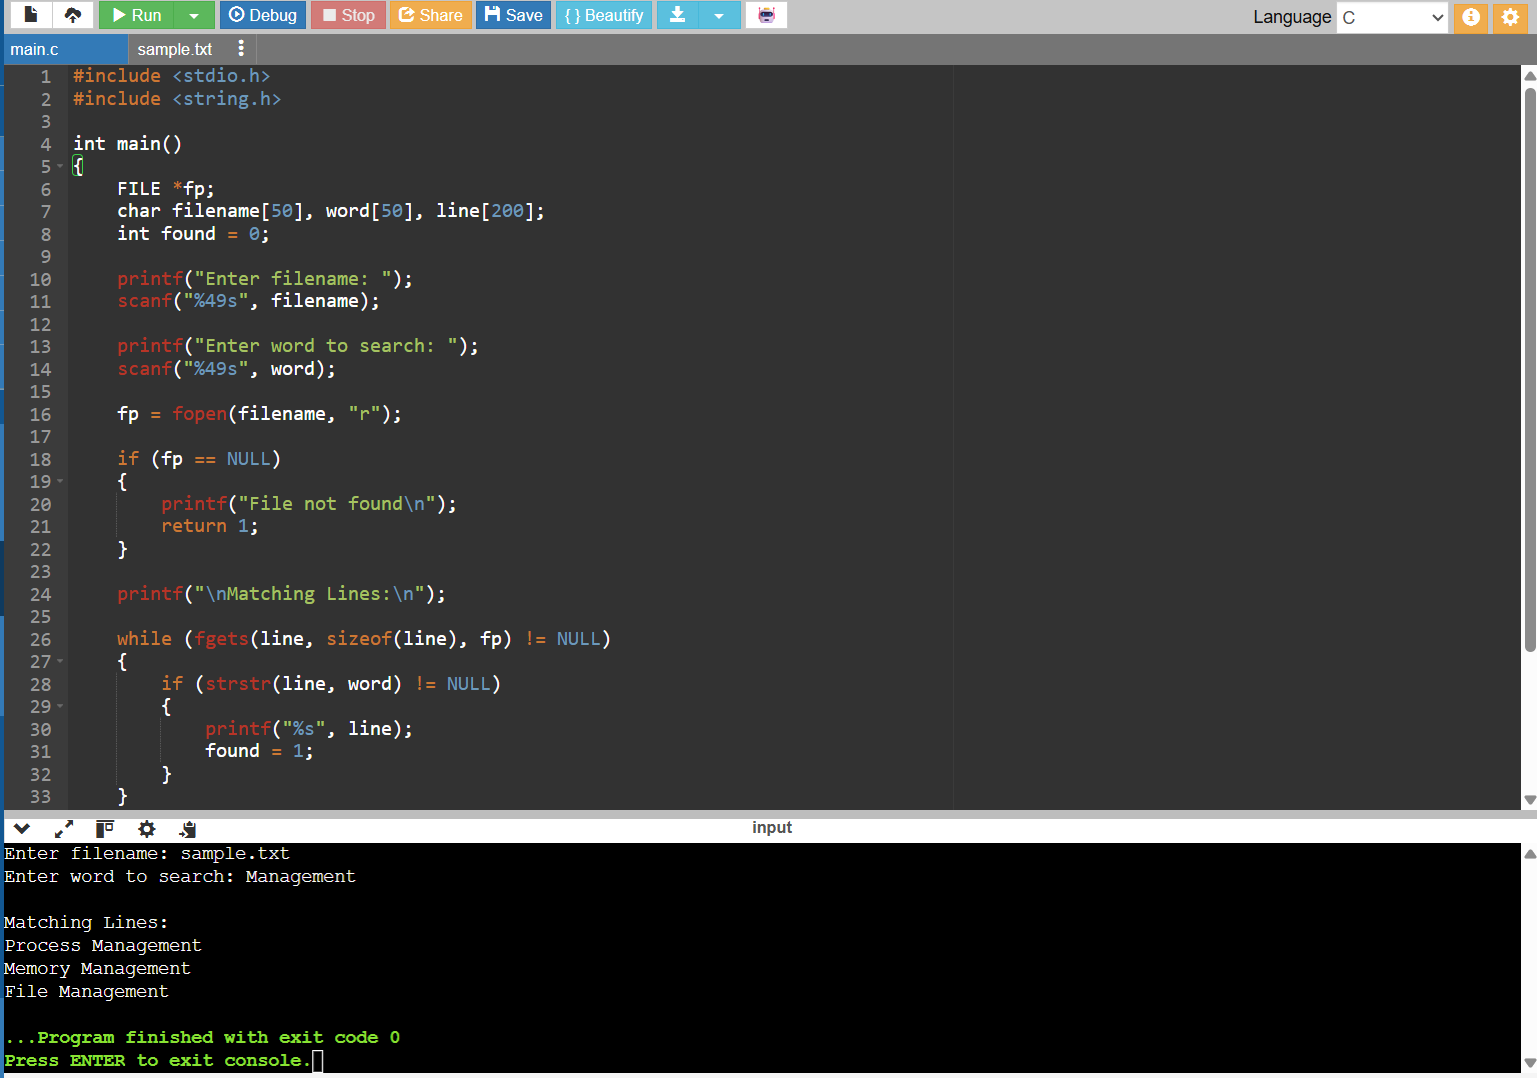 Run Debug Stop Share Save { } Beautify Language C
main.c sample.txt
1 #include <stdio.h>
2 #include <string.h>
3
4 int main()
5 {
6     FILE *fp;
7     char filename[50], word[50], line[200];
8     int found = 0;
9
10     printf("Enter filename: ");
11     scanf("%49s", filename);
12
13     printf("Enter word to search: ");
14     scanf("%49s", word);
15
16     fp = fopen(filename, "r");
17
18     if (fp == NULL)
19     {
20         printf("File not found\n");
21         return 1;
22     }
23
24     printf("\nMatching Lines:\n");
25
26     while (fgets(line, sizeof(line), fp) != NULL)
27     {
28         if (strstr(line, word) != NULL)
29         {
30             printf("%s", line);
31             found = 1;
32         }
33     }
input
Enter filename: sample.txt
Enter word to search: Management
Matching Lines:
Process Management
Memory Management
File Management
...Program finished with exit code 0
Press ENTER to exit console.